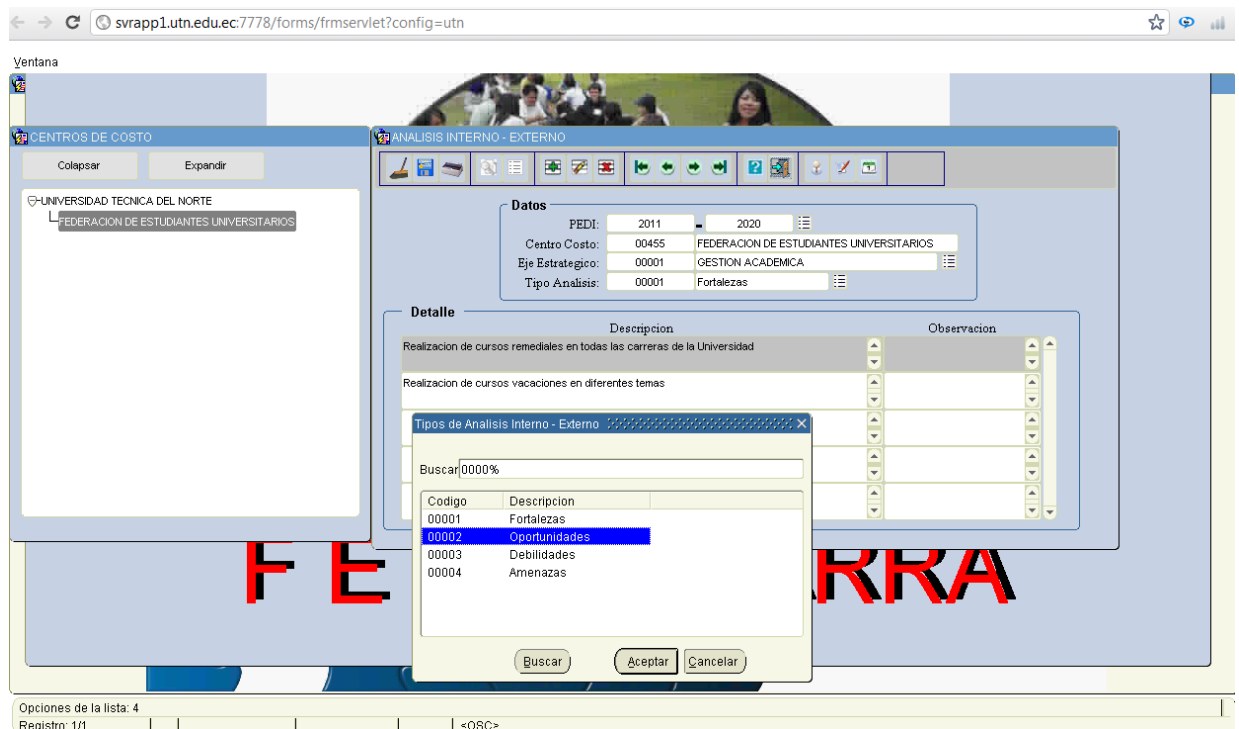 svrapp1.utn.edu.ec:7778/forms/frmservlet?config=utn
Ventana
CENTROS DE COSTO
Colapsar Expandir
UNIVERSIDAD TECNICA DEL NORTE
FEDERACION DE ESTUDIANTES UNIVERSITARIOS
ANALISIS INTERNO - EXTERNO
Datos
PEDI: 2011 - 2020
Centro Costo: 00455 FEDERACION DE ESTUDIANTES UNIVERSITARIOS
Eje Estrategico: 00001 GESTION ACADEMICA
Tipo Analisis: 00001 Fortalezas
Detalle
Descripcion Observacion
Realizacion de cursos remediales en todas las carreras de la Universidad
Realizacion de cursos vacaciones en diferentes temas
Tipos de Analisis Interno - Externo
Buscar 0000%
Codigo Descripcion
00001 Fortalezas
00002 Oportunidades
00003 Debilidades
00004 Amenazas
Buscar Aceptar Cancelar
Opciones de la lista: 4
Registro: 1/1 <OSC>